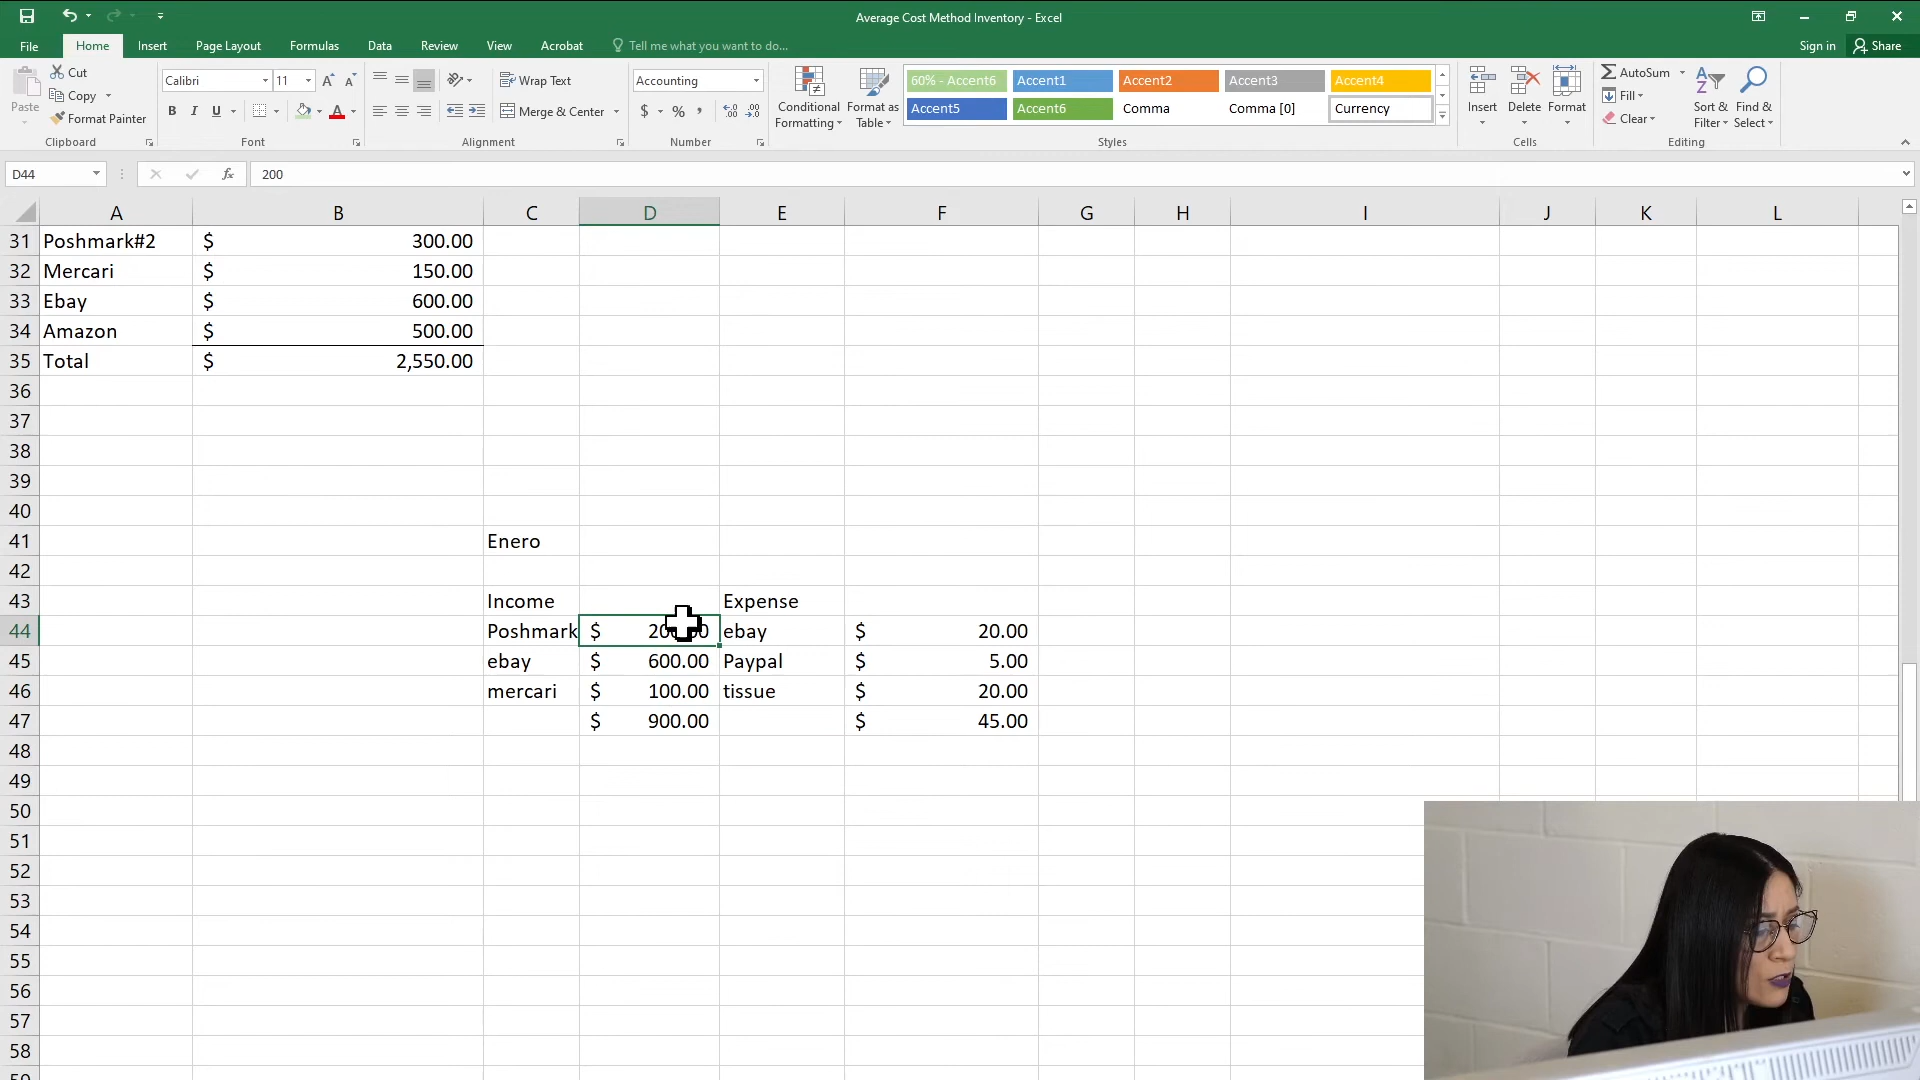 Average Cost Method Inventory - Excel
File Home Insert Page Layout Formulas Data Review View Acrobat Tell me what you want to do... Sign in Share
Paste Cut Copy Format Painter Clipboard
Calibri 11 B I U Font
Wrap Text Merge & Center Alignment
Accounting $ % , Number
Conditional Formatting Format as Table
60% - Accent6 Accent1 Accent2 Accent3 Accent4
Accent5 Accent6 Comma Comma [0] Currency
Styles
Insert Delete Format Cells
AutoSum Fill Clear Sort & Filter Find & Select Editing
D44 fx 200
A B C D E F G H I J K L
31 Poshmark#2 $ 300.00
32 Mercari $ 150.00
33 Ebay $ 600.00
34 Amazon $ 500.00
35 Total $ 2,550.00
36
37
38
39
40
41 Enero
42
43 Income Expense
44 Poshmark $ ebay $ 20.00
45 ebay $ 600.00 Paypal $ 5.00
46 mercari $ 100.00 tissue $ 20.00
47 $ 900.00 $ 45.00
48
49
50
51
52
53
54
55
56
57
58